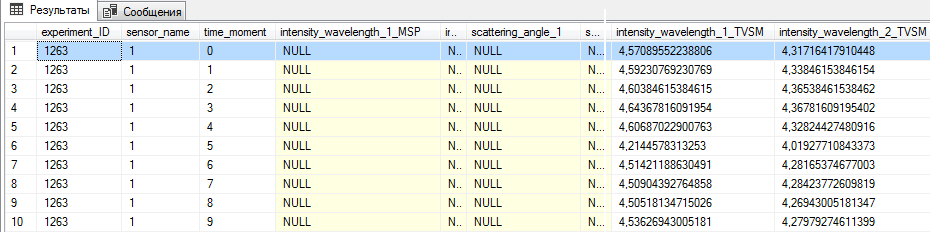 Результаты Сообщения
experiment_ID sensor_name time_moment intensity_wavelength_1_MSP ir... scattering_angle_1 s... intensity_wavelength_1_TVSM intensity_wavelength_2_TVSM
1 1263 1 0 NULL N... NULL N... 4,57089552238806 4,31716417910448
2 1263 1 1 NULL N... NULL N... 4,59230769230769 4,33846153846154
3 1263 1 2 NULL N... NULL N... 4,60384615384615 4,36538461538462
4 1263 1 3 NULL N... NULL N... 4,64367816091954 4,36781609195402
5 1263 1 4 NULL N... NULL N... 4,60687022900763 4,32824427480916
6 1263 1 5 NULL N... NULL N... 4,2144578313253 4,01927710843373
7 1263 1 6 NULL N... NULL N... 4,51421188630491 4,28165374677003
8 1263 1 7 NULL N... NULL N... 4,50904392764858 4,28423772609819
9 1263 1 8 NULL N... NULL N... 4,50518134715026 4,26943005181347
10 1263 1 9 NULL N... NULL N... 4,53626943005181 4,27979274611399